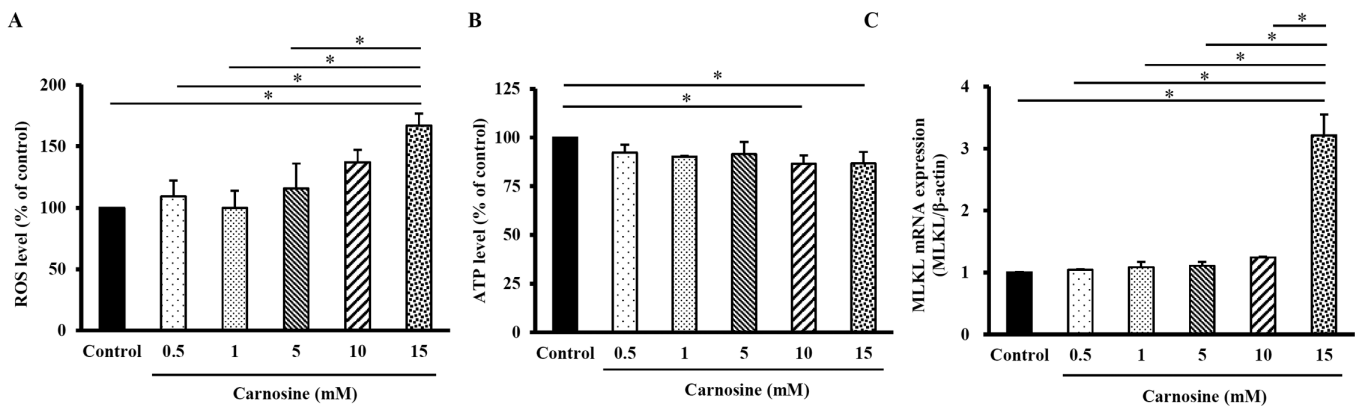 A
ROS level (% of control)
200
150
100
50
0
* 
*
*
*
Control 0.5 1 5 10 15
Carnosine (mM)
B
ATP level (% of control)
125
100
75
50
25
0
*
*
Control 0.5 1 5 10 15
Carnosine (mM)
C
MLKL mRNA expression
(MLKL/β-actin)
4
3
2
1
0
*
*
*
*
*
Control 0.5 1 5 10 15
Carnosine (mM)